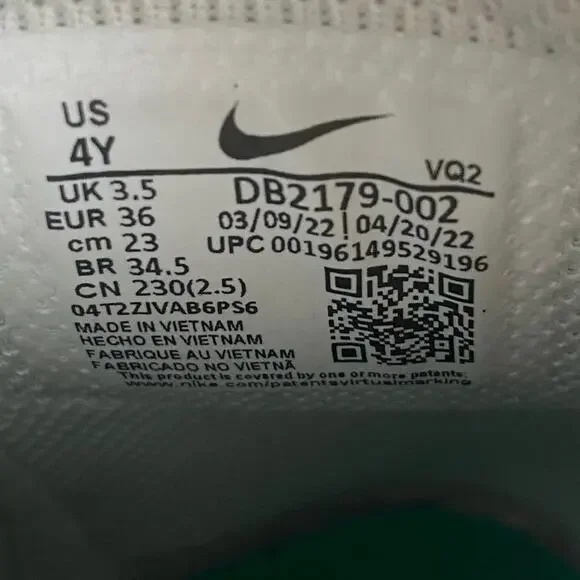 US
4Y
VQ2
UK 3.5
DB2179-002
EUR 36
03/09/22 | 04/20/22
cm 23
UPC 00196149529196
BR 34.5
CN 230(2.5)
04T2ZJVAB6PS6
MADE IN VIETNAM
HECHO EN VIETNAM
FABRIQUE AU VIETNAM
FABRICADO NO VIETNÃ
This product is covered by one or more patents:
www.nike.com/patentsvirtualmarking